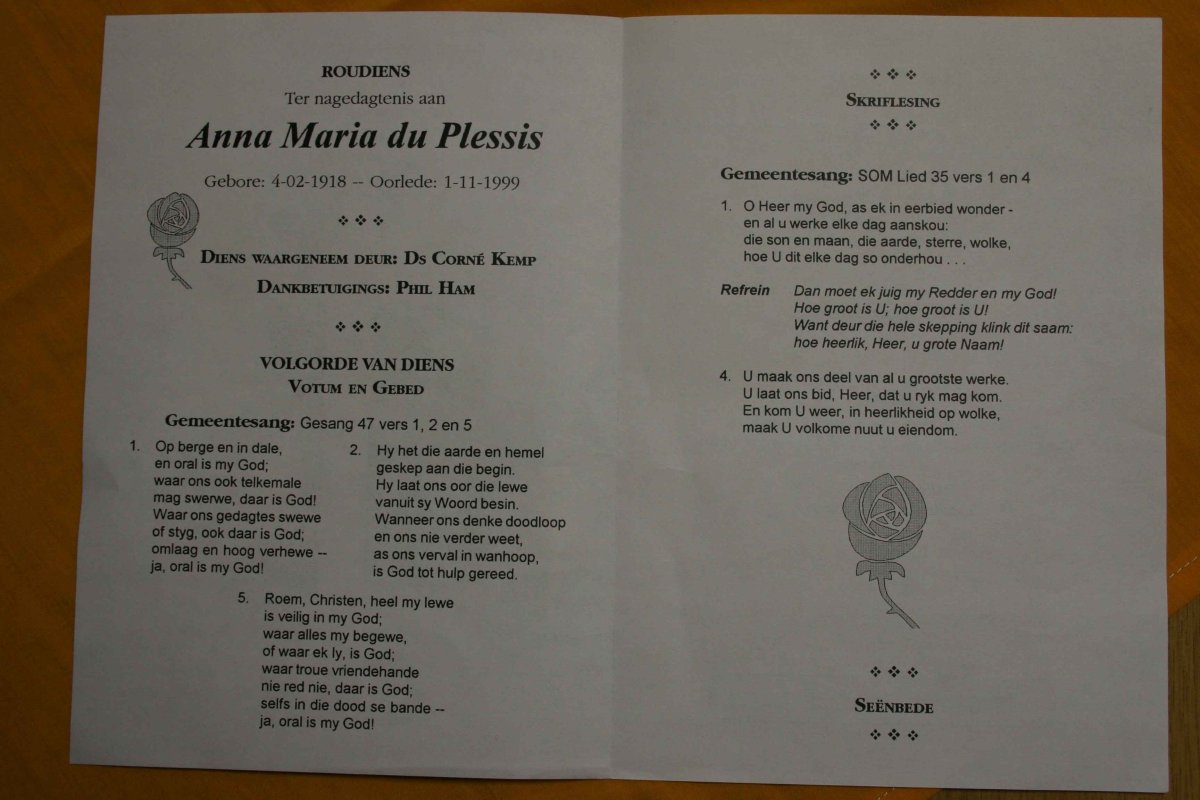 ROUDIENS
Ter nagedagtenis aan
Anna Maria du Plessis
Gebore: 4-02-1918 -- Oorlede: 1-11-1999
DIENS WAARGENEEM DEUR: DS CORNÉ KEMP
DANKBETUIGINGS: PHIL HAM
VOLGORDE VAN DIENS
VOTUM EN GEBED
Gemeentesang: Gesang 47 vers 1, 2 en 5
1. Op berge en in dale,
en oral is my God;
waar ons ook telkemale
mag swerwe, daar is God!
Waar ons gedagtes swewe
of styg, ook daar is God;
omlaag en hoog verhewe --
ja, oral is my God!
2. Hy het die aarde en hemel
geskep aan die begin.
Hy laat ons oor die lewe
vanuit sy Woord besin.
Wanneer ons denke doodloop
en ons nie verder weet,
as ons verval in wanhoop,
is God tot hulp gereed.
5. Roem, Christen, heel my lewe
is veilig in my God;
waar alles my begewe,
of waar ek ly, is God;
waar troue vriendehande
nie red nie, daar is God;
selfs in die dood se bande --
ja, oral is my God!
SKRIFLESING
Gemeentesang: SOM Lied 35 vers 1 en 4
1. O Heer my God, as ek in eerbied wonder -
en al u werke elke dag aanskou:
die son en maan, die aarde, sterre, wolke,
hoe U dit elke dag so onderhou . . .
Refrein Dan moet ek juig my Redder en my God!
Hoe groot is U; hoe groot is U!
Want deur die hele skepping klink dit saam:
hoe heerlik, Heer, u grote Naam!
4. U maak ons deel van al u grootste werke.
U laat ons bid, Heer, dat u ryk mag kom.
En kom U weer, in heerlikheid op wolke,
maak U volkome nuut u eiendom.
SEËNBEDE